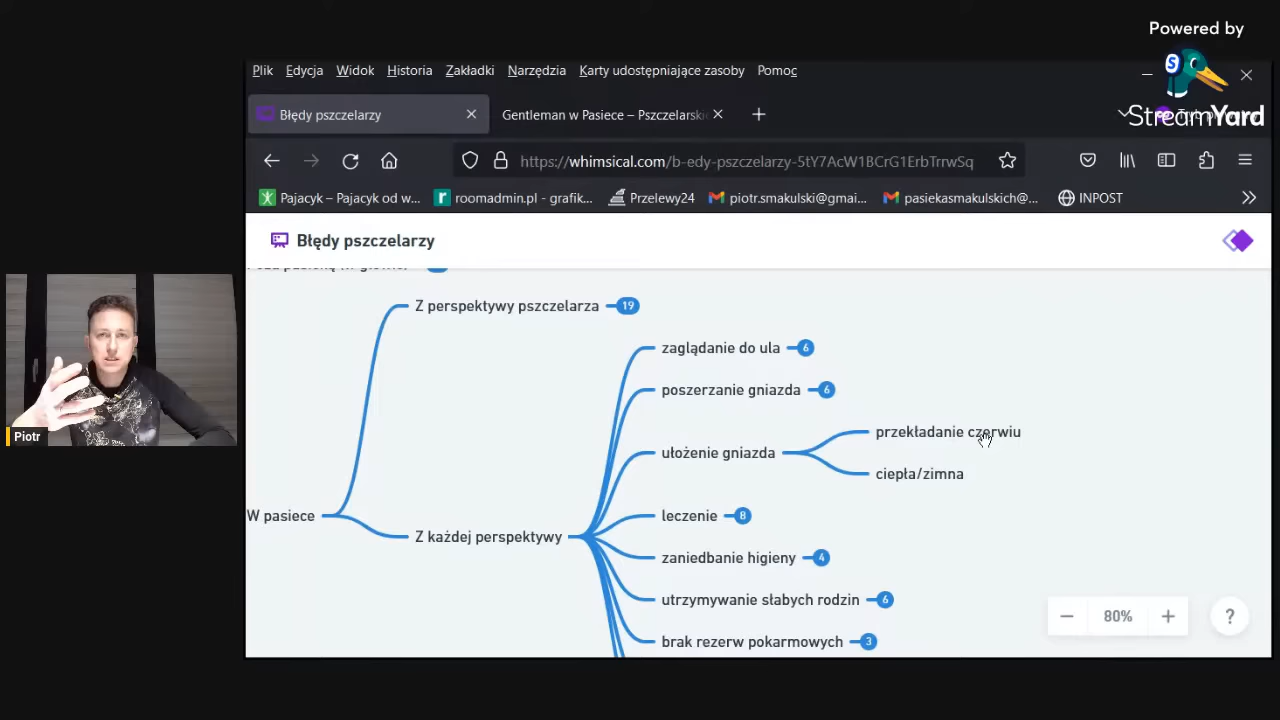 Powered by
StreamYard
Plik Edycja Widok Historia Zakładki Narzędzia Karty udostępniające zasoby Pomoc
Błędy pszczelarzy
Gentleman w Pasiece – Pszczelarski
https://whimsical.com/b-edy-pszczelarzy-5tY7AcW1BCrG1ErbTrrwSq
Pajacyk – Pajacyk od w... roomadmin.pl - grafik... Przelewy24 piotr.smakulski@gmai... pasiekasmakulskich@... INPOST
Błędy pszczelarzy
Z perspektywy pszczelarza 19
zaglądanie do ula 6
poszerzanie gniazda 6
przekładanie czerwiu
ułożenie gniazda
ciepła/zimna
W pasiece
leczenie 8
Z każdej perspektywy
zaniedbanie higieny 4
utrzymywanie słabych rodzin 6
brak rezerw pokarmowych 3
80%
?
Piotr